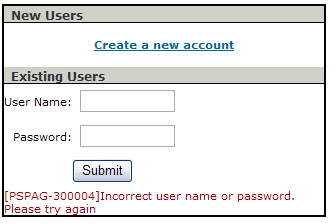 New Users
Create a new account
Existing Users
User Name:
Password:
Submit
[PSPAG-300004]Incorrect user name or password.
Please try again